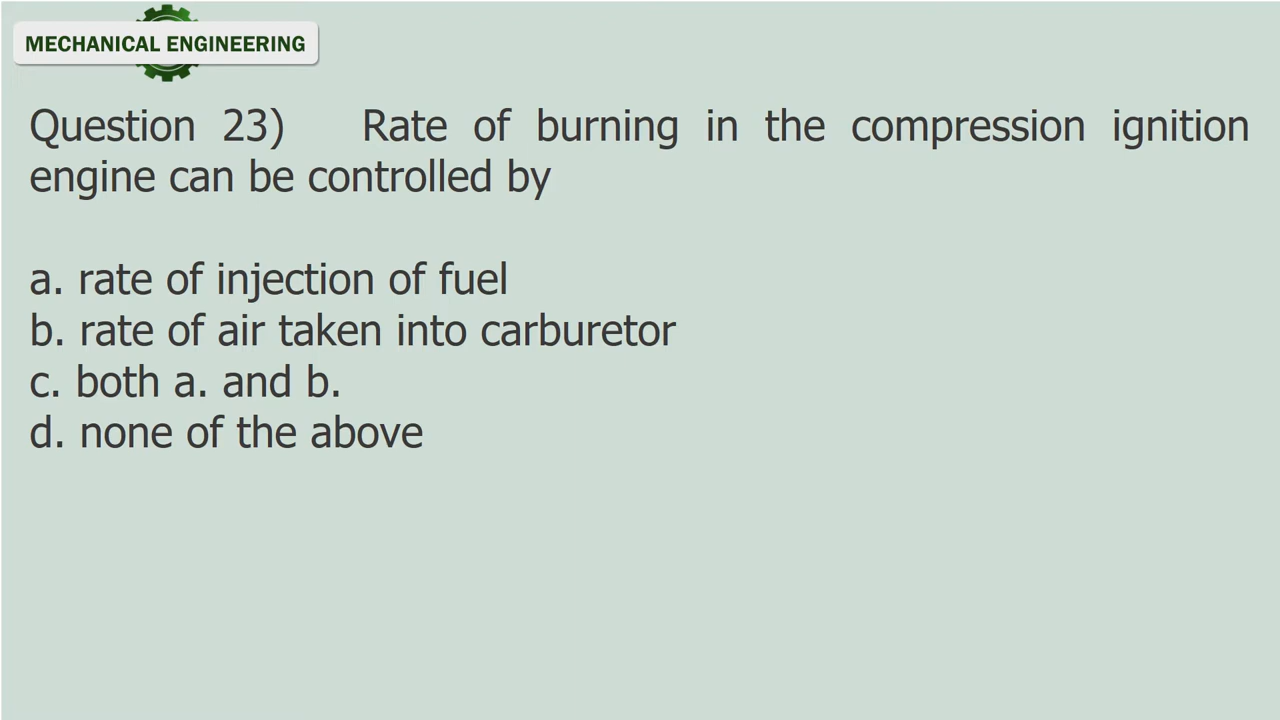 MECHANICAL ENGINEERING
Question 23) Rate of burning in the compression ignition
engine can be controlled by
a. rate of injection of fuel
b. rate of air taken into carburetor
c. both a. and b.
d. none of the above